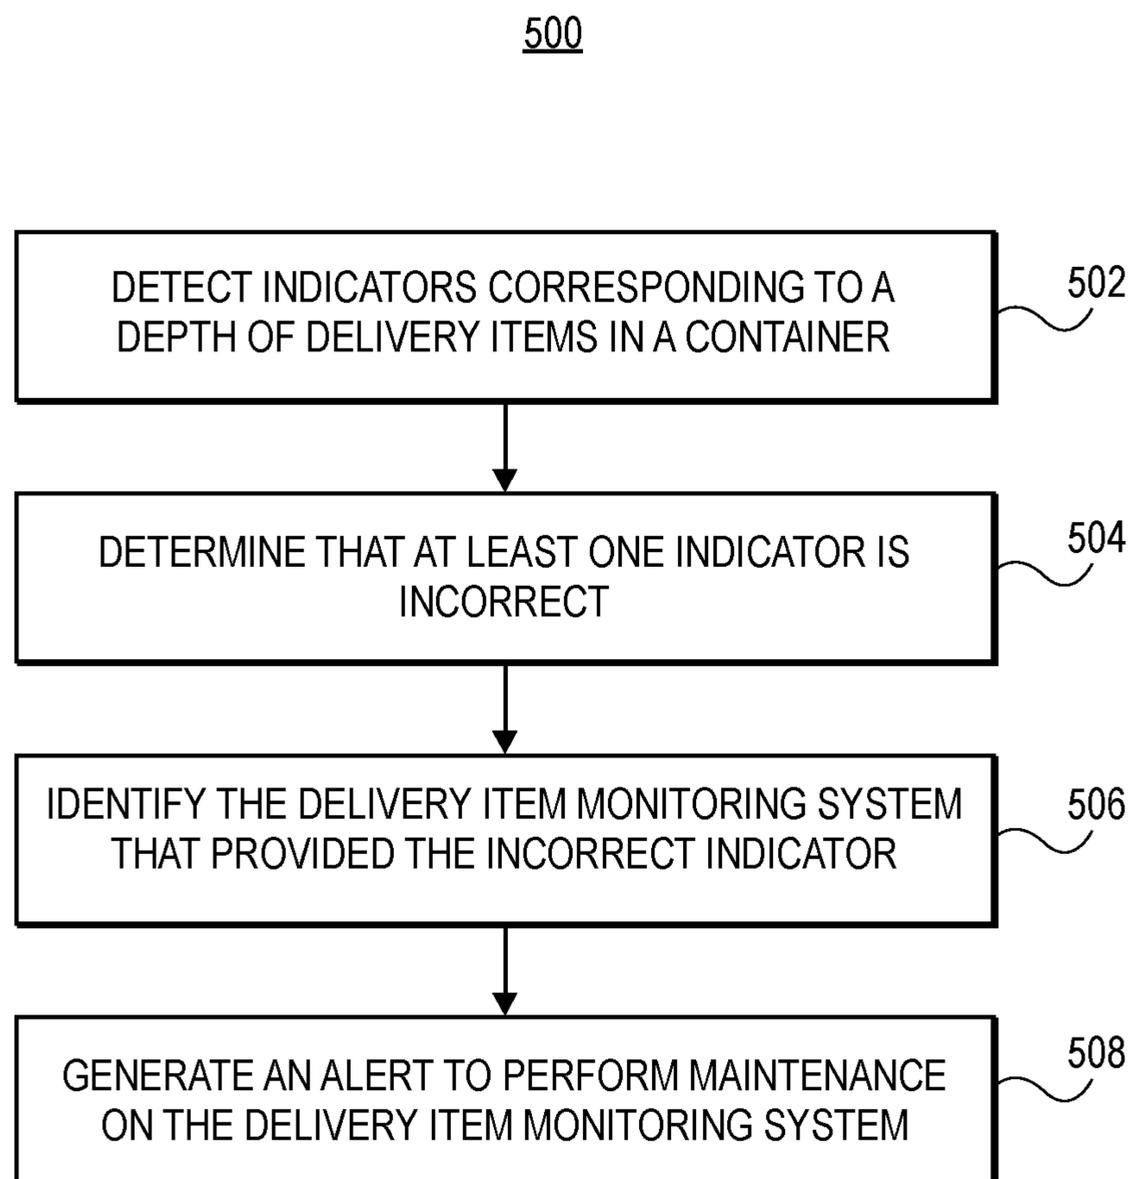 500
DETECT INDICATORS CORRESPONDING TO A
DEPTH OF DELIVERY ITEMS IN A CONTAINER
502
DETERMINE THAT AT LEAST ONE INDICATOR IS
INCORRECT
504
IDENTIFY THE DELIVERY ITEM MONITORING SYSTEM
THAT PROVIDED THE INCORRECT INDICATOR
506
GENERATE AN ALERT TO PERFORM MAINTENANCE
ON THE DELIVERY ITEM MONITORING SYSTEM
508